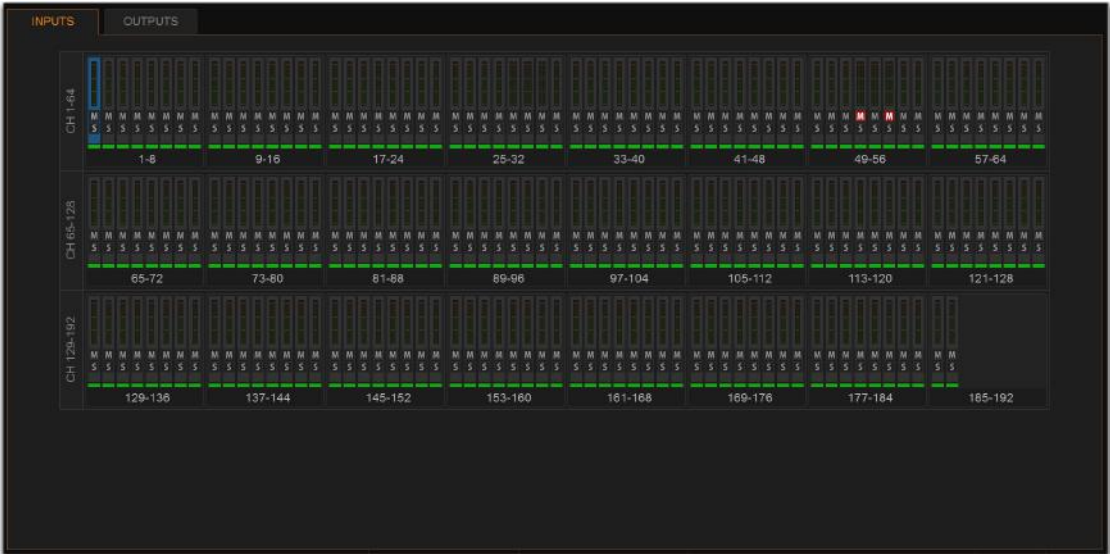 INPUTS OUTPUTS
CH 1-64
M M M M M M M M M M M M M M M M M M M M M M M M M M M M M M M M M M M M M M M M M M M M M M M M M M M M M M M M M M M M M M M M
S S S S S S S S S S S S S S S S S S S S S S S S S S S S S S S S S S S S S S S S S S S S S S S S S S S S S S S S S S S S S S S S
1-8 9-16 17-24 25-32 33-40 41-48 49-56 57-64
CH 65-128
M M M M M M M M M M M M M M M M M M M M M M M M M M M M M M M M M M M M M M M M M M M M M M M M M M M M M M M M M M M M M M M M
S S S S S S S S S S S S S S S S S S S S S S S S S S S S S S S S S S S S S S S S S S S S S S S S S S S S S S S S S S S S S S S S
65-72 73-80 81-88 89-96 97-104 105-112 113-120 121-128
CH 129-192
M M M M M M M M M M M M M M M M M M M M M M M M M M M M M M M M M M M M M M M M M M M M M M M M M M M M M M M M M M
S S S S S S S S S S S S S S S S S S S S S S S S S S S S S S S S S S S S S S S S S S S S S S S S S S S S S S S S S S
129-136 137-144 145-152 153-160 161-168 169-176 177-184 185-192